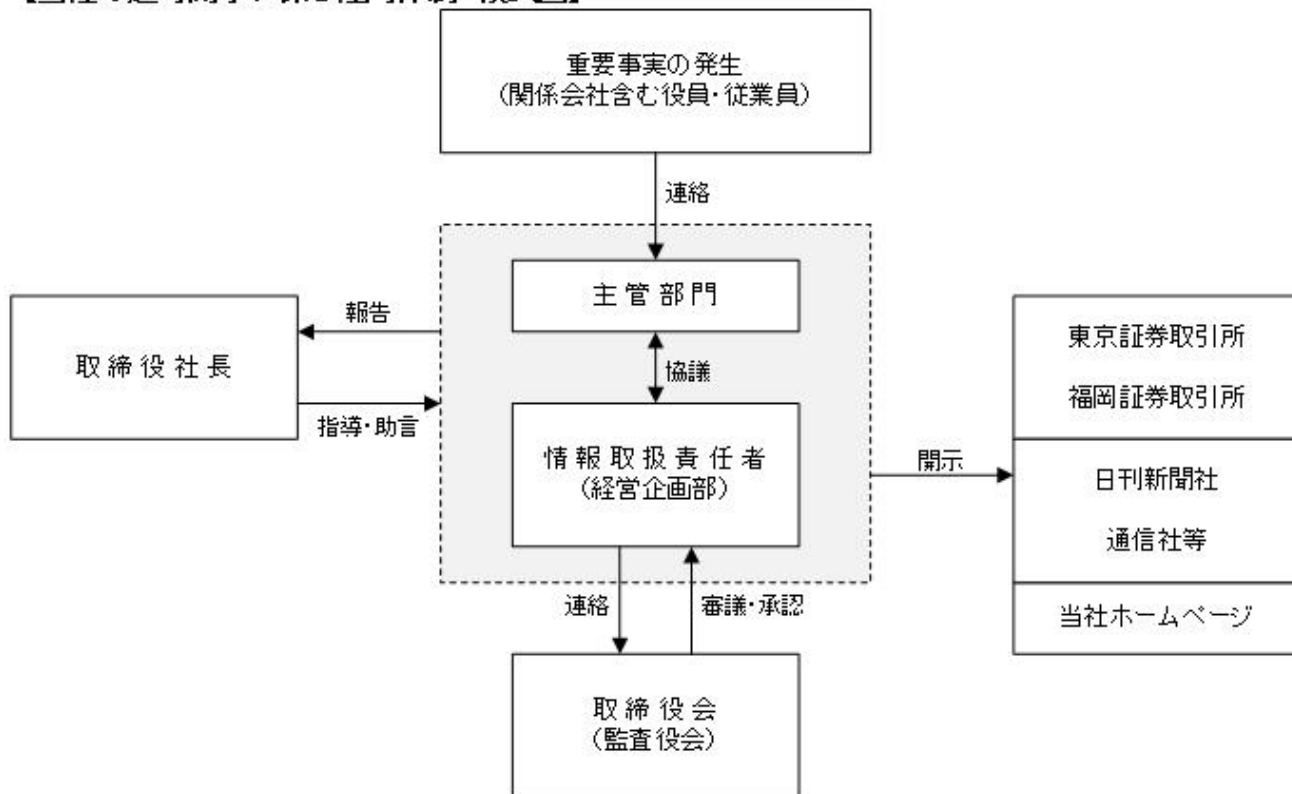 重要事実の発生
（関係会社含む役員・従業員）
連絡
主管部門
報告
取締役社長
協議
指導・助言
情報取扱責任者
（経営企画部）
開示
東京証券取引所
福岡証券取引所
日刊新聞社
通信社等
当社ホームページ
連絡
審議・承認
取締役会
（監査役会）